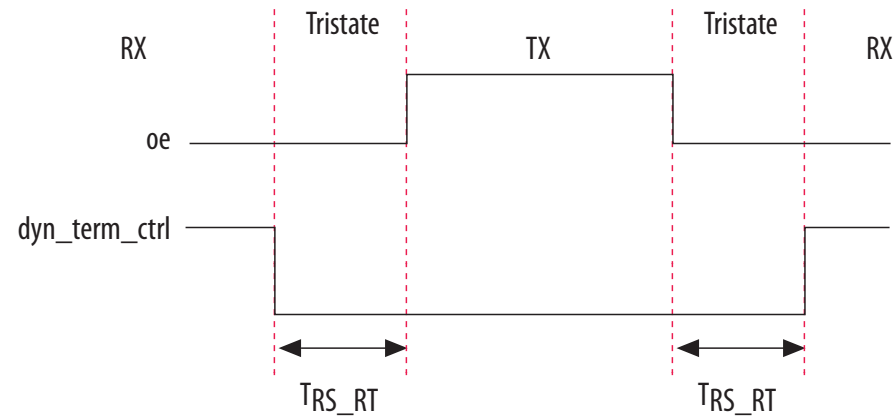 Tristate
Tristate
RX
TX
RX
oe
dyn_term_ctrl
TRS_RT
TRS_RT